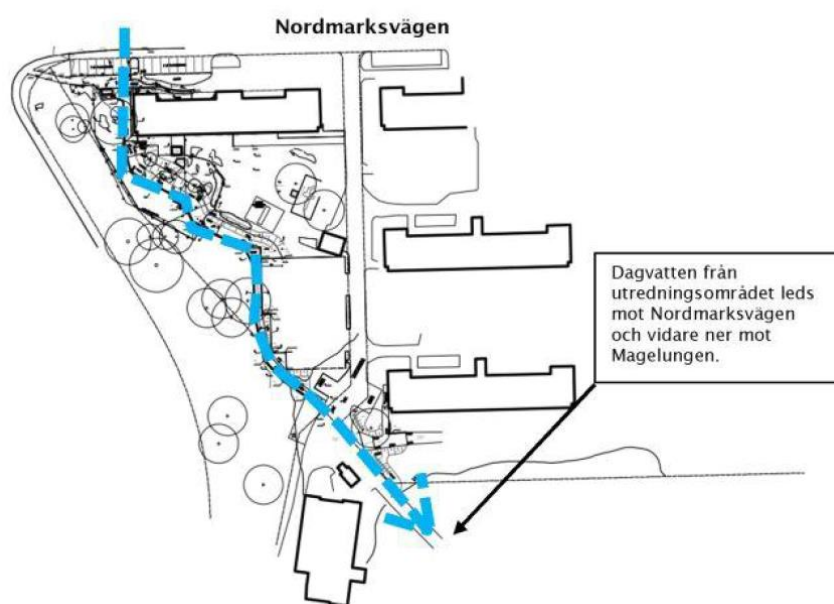 Nordmarksvägen
Dagvatten från
utredningsområdet leds
mot Nordmarksvägen
och vidare ner mot
Magelungen.